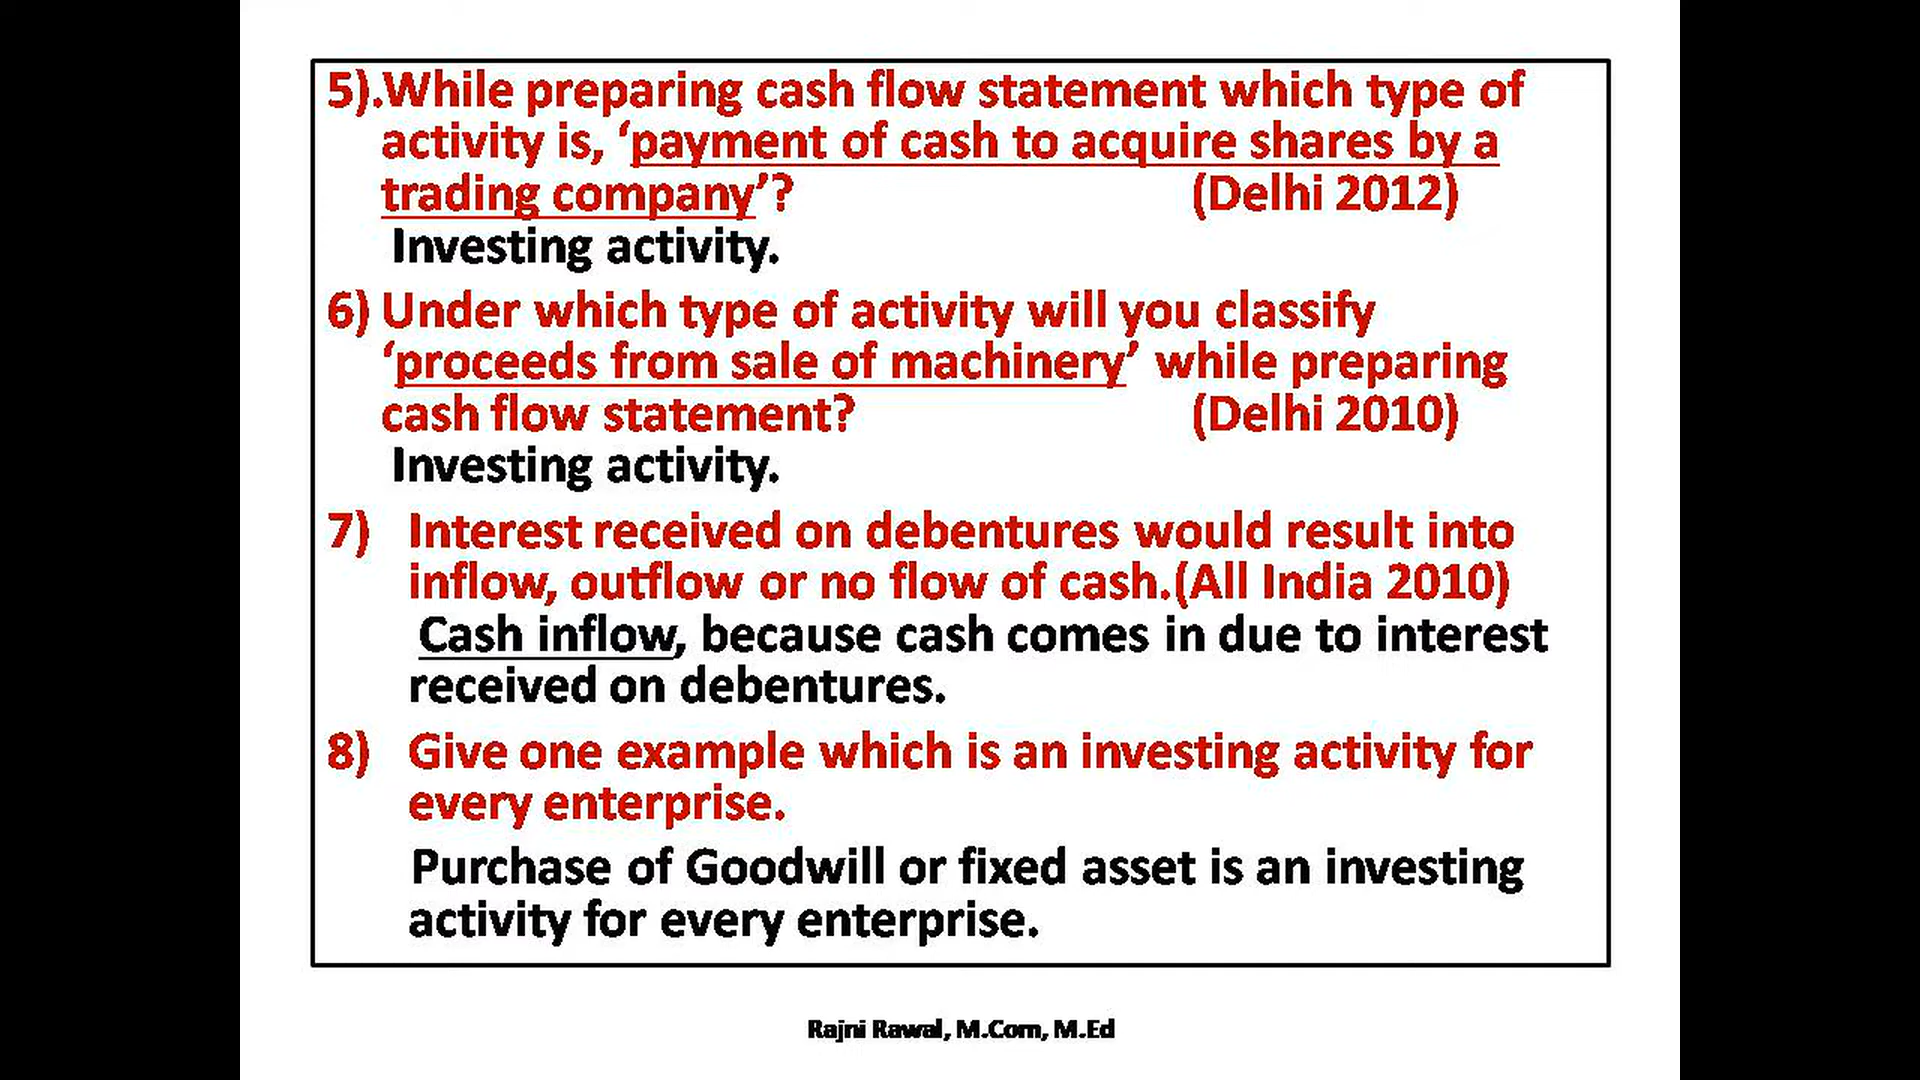 5).While preparing cash flow statement which type of
activity is, ‘payment of cash to acquire shares by a
trading company’? (Delhi 2012)
Investing activity.
6) Under which type of activity will you classify
‘proceeds from sale of machinery’ while preparing
cash flow statement? (Delhi 2010)
Investing activity.
7) Interest received on debentures would result into
inflow, outflow or no flow of cash.(All India 2010)
Cash inflow, because cash comes in due to interest
received on debentures.
8) Give one example which is an investing activity for
every enterprise.
Purchase of Goodwill or fixed asset is an investing
activity for every enterprise.
Rajni Rawal, M.Com, M.Ed